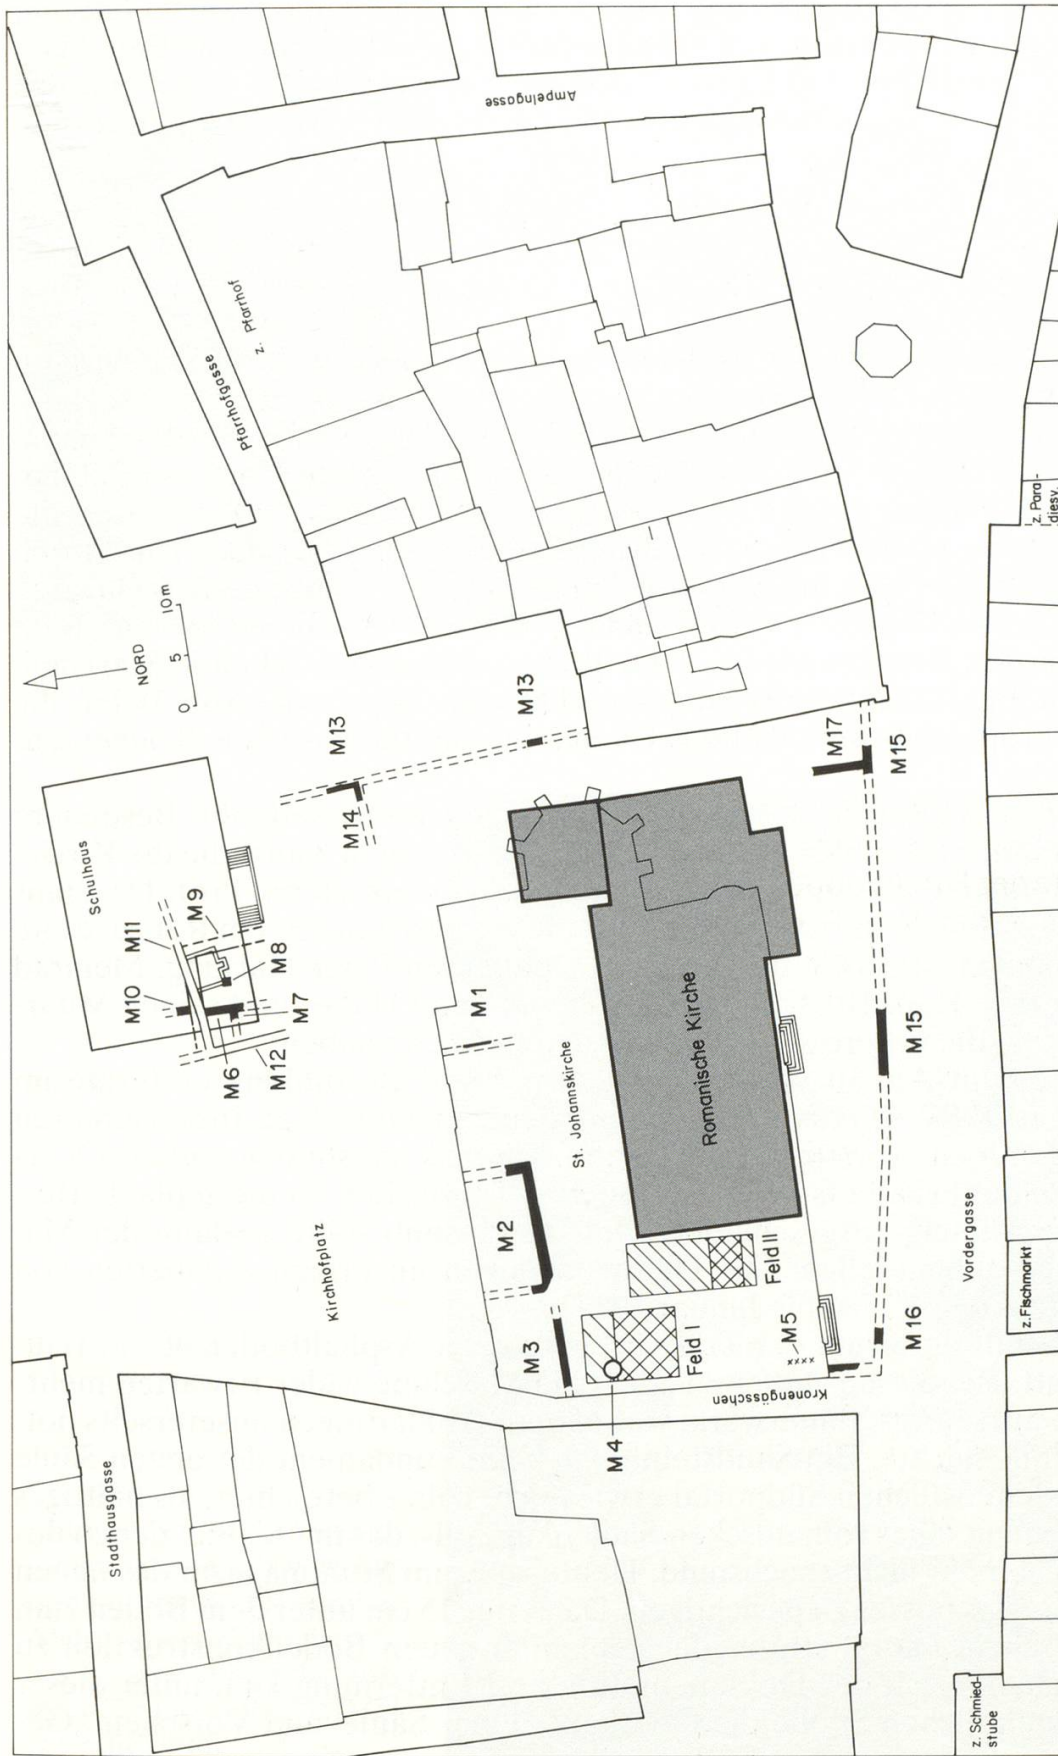 Ampelngasse
Pfarrhofgasse
z. Pfarrhof
z. Para-
diesv.
NORD
0 5 10m
Schulhaus
M13
M13
M14
M17
M15
M11
M9
M10
M8
M7
M6
M12
M1
St. Johannskirche
Romanische Kirche
M15
Kirchhofplatz
M2
M3
Feld I
Feld II
M5
M4
M16
Kronengässchen
Vordergasse
z. Fischmarkt
Stadthausgasse
z. Schmied-
stube